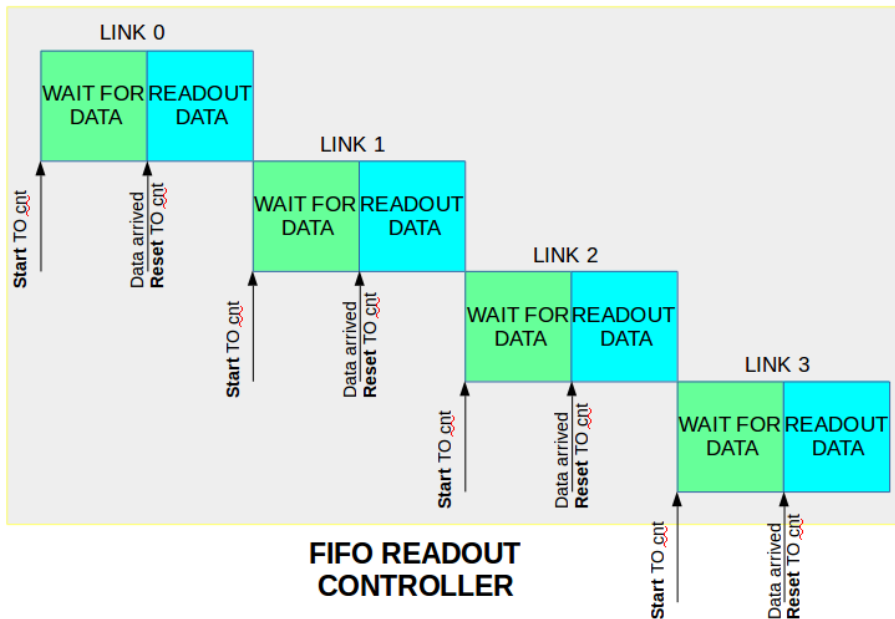 LINK 0
WAIT FOR
DATA
READOUT
DATA
Start TO cnt
Data arrived
Reset TO cnt
LINK 1
WAIT FOR
DATA
READOUT
DATA
Start TO cnt
Data arrived
Reset TO cnt
LINK 2
WAIT FOR
DATA
READOUT
DATA
Start TO cnt
Data arrived
Reset TO cnt
LINK 3
WAIT FOR
DATA
READOUT
DATA
Start TO cnt
Data arrived
Reset TO cnt
FIFO READOUT
CONTROLLER